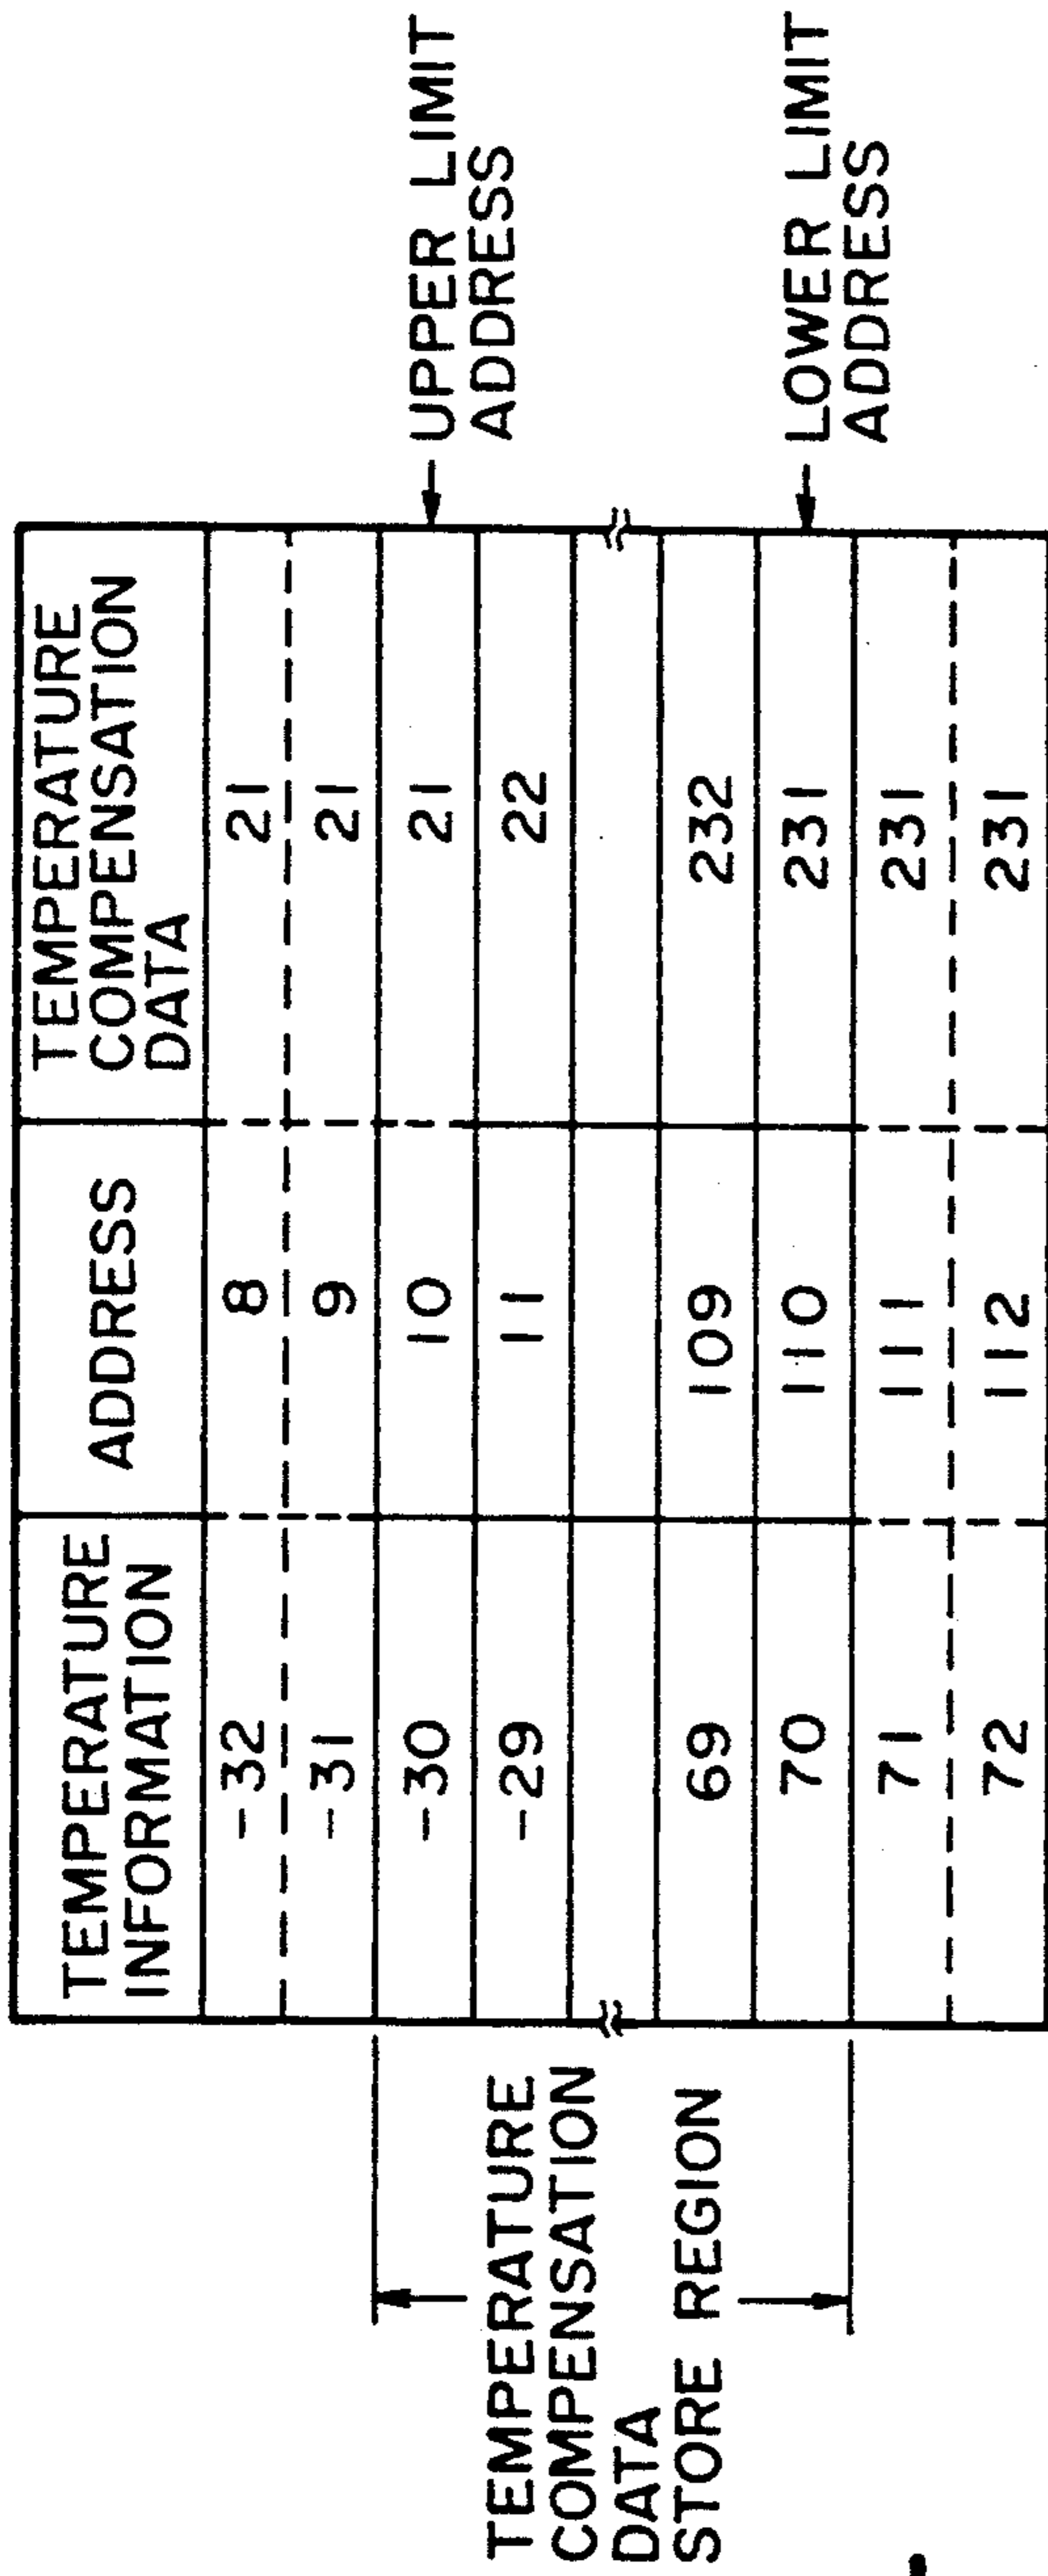 TEMPERATURE
INFORMATION
ADDRESS
TEMPERATURE
COMPENSATION
DATA
-32 8 21
-31 9 21
-30 10 21
-29 11 22
69 109 232
70 110 231
71 111 231
72 112 231
TEMPERATURE
COMPENSATION
DATA
STORE REGION
UPPER LIMIT
ADDRESS
LOWER LIMIT
ADDRESS